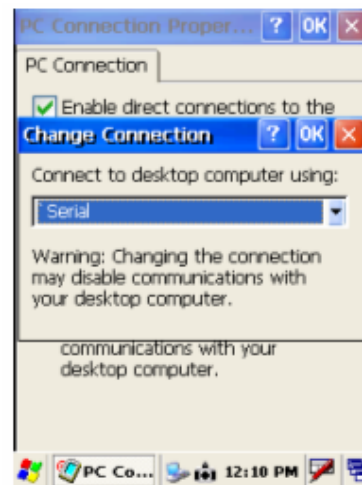 PC Connection Proper... ? OK ×
PC Connection
Enable direct connections to the
Change Connection ? OK ×
Connect to desktop computer using:
` Serial
Warning: Changing the connection
may disable communications with
your desktop computer.
communications with your
desktop computer.
PC Co... 12:10 PM